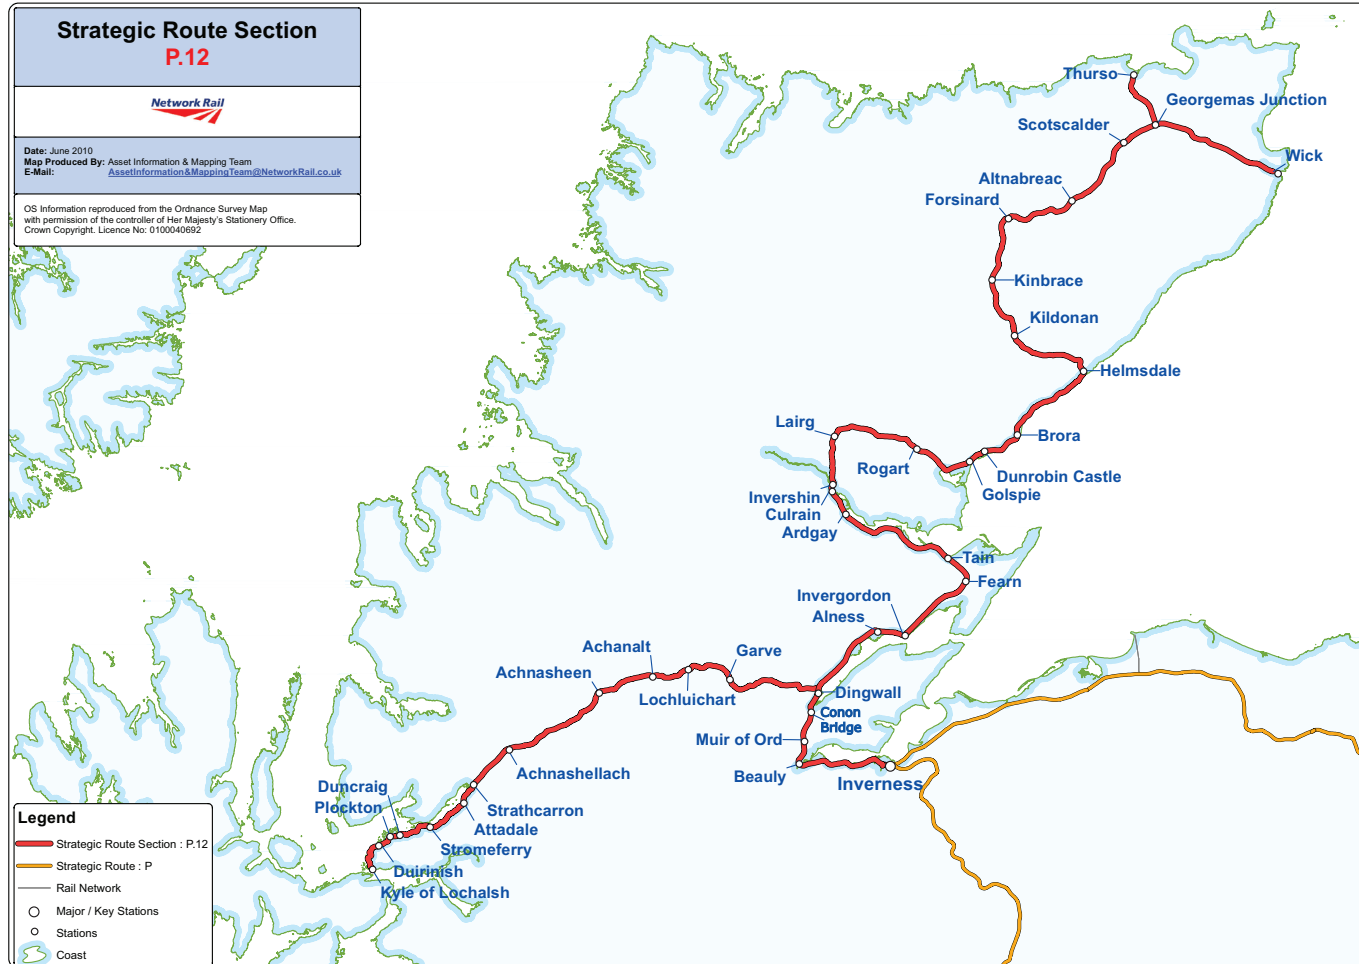 Strategic Route Section
P.12
Network Rail
Date: June 2010
Map Produced By: Asset Information & Mapping Team
E-Mail: AssetInformation&MappingTeam@NetworkRail.co.uk
OS Information reproduced from the Ordnance Survey Map
with permission of the controller of Her Majesty's Stationery Office.
Crown Copyright. Licence No: 0100040692
Thurso
Georgemas Junction
Scotscalder
Wick
Altnabreac
Forsinard
Kinbrace
Kildonan
Helmsdale
Lairg
Brora
Rogart
Dunrobin Castle
Golspie
Invershin
Culrain
Ardgay
Tain
Fearn
Invergordon
Alness
Achanalt
Garve
Achnasheen
Lochluichart
Dingwall
Conon
Bridge
Muir of Ord
Achnashellach
Beauly
Inverness
Duncraig
Plockton
Strathcarron
Attadale
Stromeferry
Duirinish
Kyle of Lochalsh
Legend
Strategic Route Section : P.12
Strategic Route : P
Rail Network
Major / Key Stations
Stations
Coast